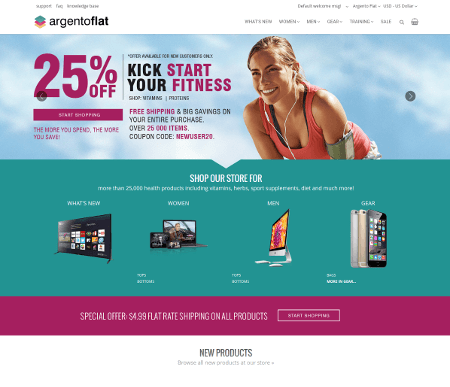 support faq Knowledge base
Default welcome msg! Argento Flat USD - US Dollar
argentoflat
WHAT'S NEW WOMEN MEN GEAR TRAINING SALE
25% OFF
*OFFER AVAILABLE FOR NEW CUSTOMERS ONLY.
KICK START
YOUR FITNESS
SHOP: VITAMINS | PROTEINS
START SHOPPING
FREE SHIPPING & BIG SAVINGS ON
YOUR ENTIRE PURCHASE.
OVER 25 000 ITEMS.
COUPON CODE: NEWUSER20.
THE MORE YOU SPEND, THE MORE
YOU SAVE!
SHOP OUR STORE FOR
more than 25,000 health products including vitamins, herbs, sport supplements, diet and much more!
WHAT'S NEW WOMEN MEN GEAR
TOPS TOPS BAGS
BOTTOMS BOTTOMS MORE IN GEAR...
SPECIAL OFFER: $4.99 FLAT RATE SHIPPING ON ALL PRODUCTS START SHOPPING
NEW PRODUCTS
Browse all new products at our Store »